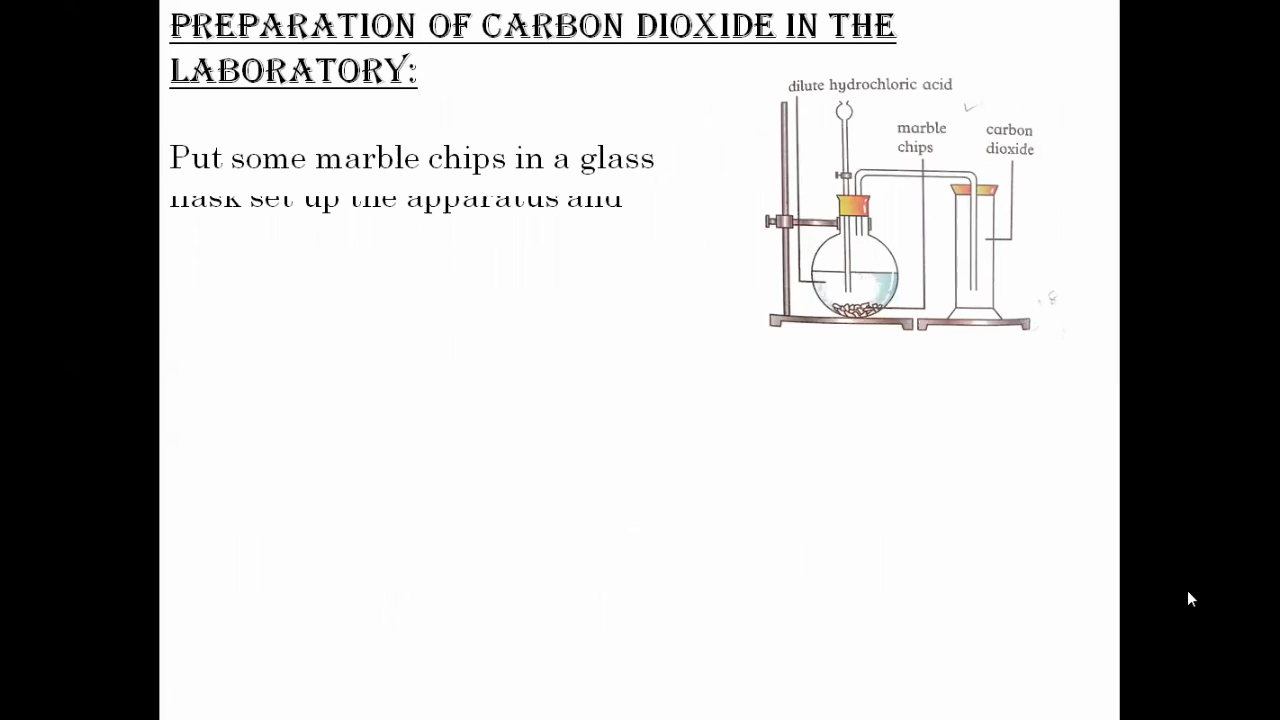 PREPARATION OF CARBON DIOXIDE IN THE
LABORATORY:
dilute hydrochloric acid
marble
chips
carbon
dioxide
Put some marble chips in a glass
flask set up the apparatus and